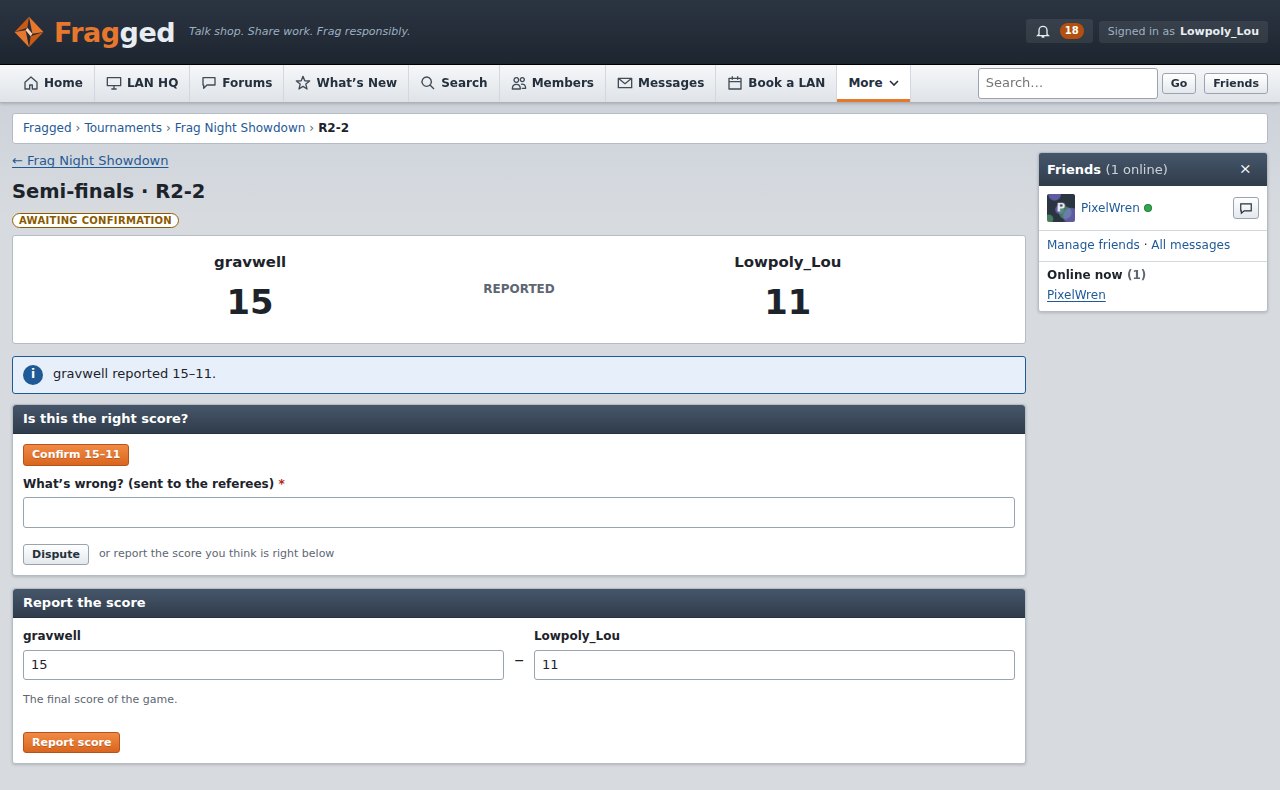 Fragged Talk shop. Share work. Frag responsibly. 18 Signed in as Lowpoly_Lou
Home LAN HQ Forums What's New Search Members Messages Book a LAN More Search... Go Friends
Fragged › Tournaments › Frag Night Showdown › R2-2
← Frag Night Showdown
Semi-finals · R2-2
AWAITING CONFIRMATION
gravwell Lowpoly_Lou
15 REPORTED 11
i gravwell reported 15–11.
Is this the right score?
Confirm 15–11
What's wrong? (sent to the referees) *
Dispute or report the score you think is right below
Report the score
gravwell Lowpoly_Lou
15 – 11
The final score of the game.
Report score
Friends (1 online) ×
P PixelWren
Manage friends · All messages
Online now (1)
PixelWren